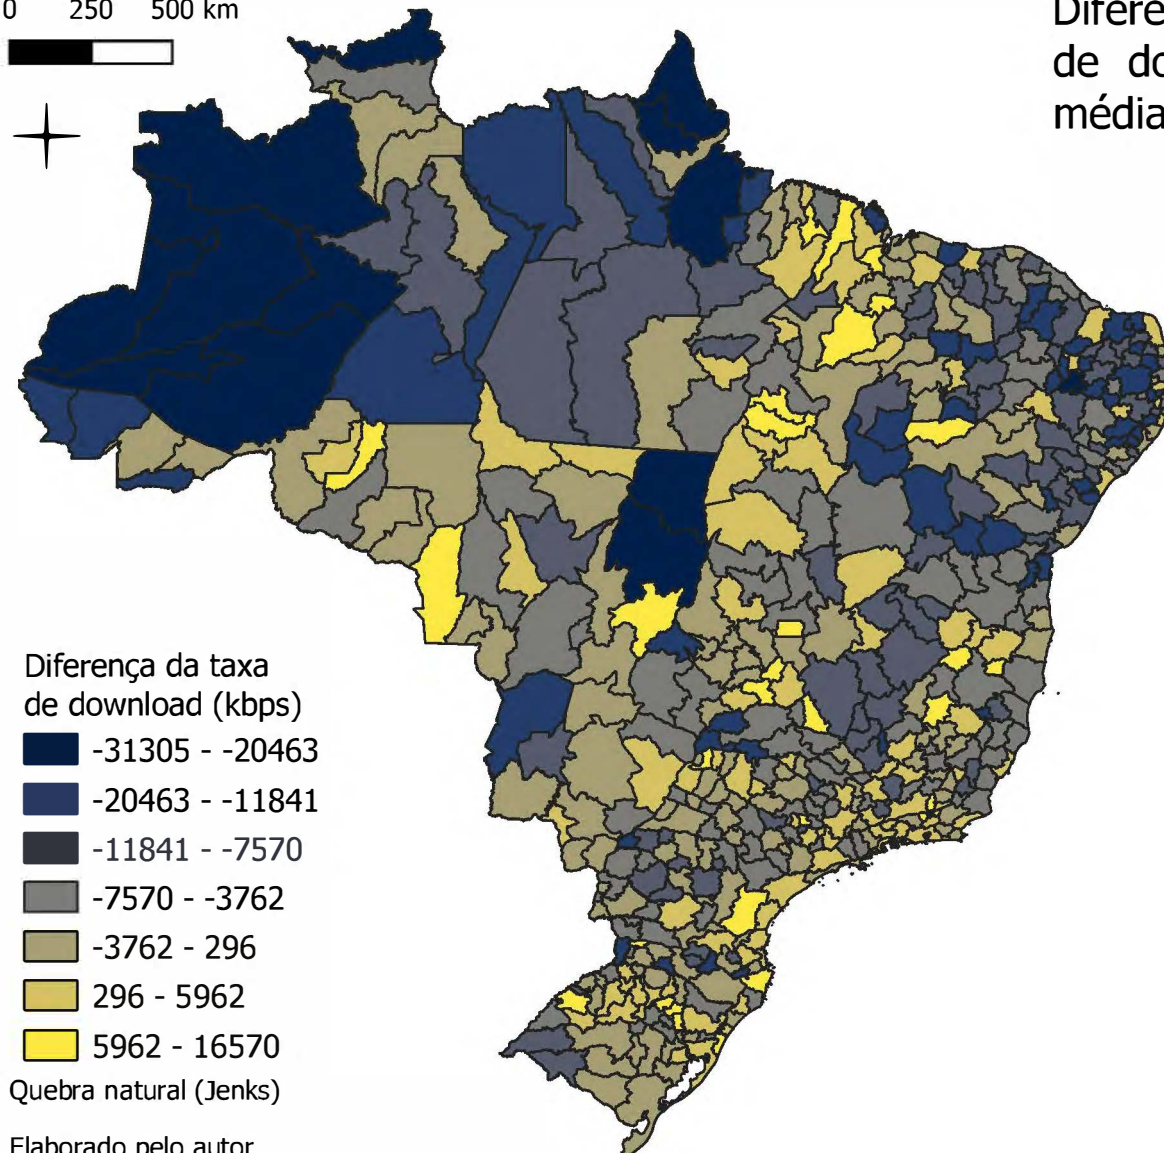 0 250 500 km
Difere
de do
média
Diferença da taxa
de download (kbps)
-31305 - -20463
-20463 - -11841
-11841 - -7570
-7570 - -3762
-3762 - 296
296 - 5962
5962 - 16570
Quebra natural (Jenks)
Elaborado pelo autor